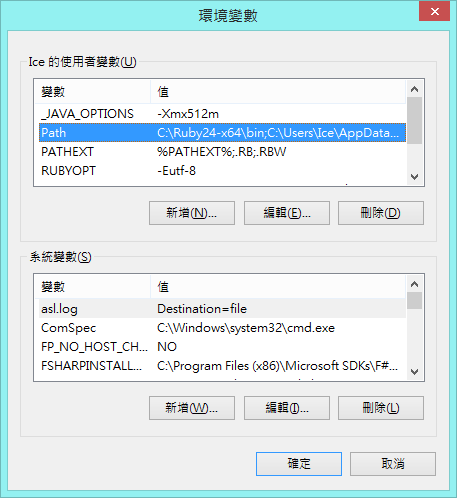 環境變數
Ice 的使用者變數(U)
變數 值
_JAVA_OPTIONS -Xmx512m
Path C:\Ruby24-x64\bin;C:\Users\Ice\AppData...
PATHEXT %PATHEXT%;.RB;.RBW
RUBYOPT -Eutf-8
新增(N)... 編輯(E)... 刪除(D)
系統變數(S)
變數 值
asl.log Destination=file
ComSpec C:\Windows\system32\cmd.exe
FP_NO_HOST_CH... NO
FSHARPINSTALL... C:\Program Files (x86)\Microsoft SDKs\F#...
新增(W)... 編輯(I)... 刪除(L)
確定 取消